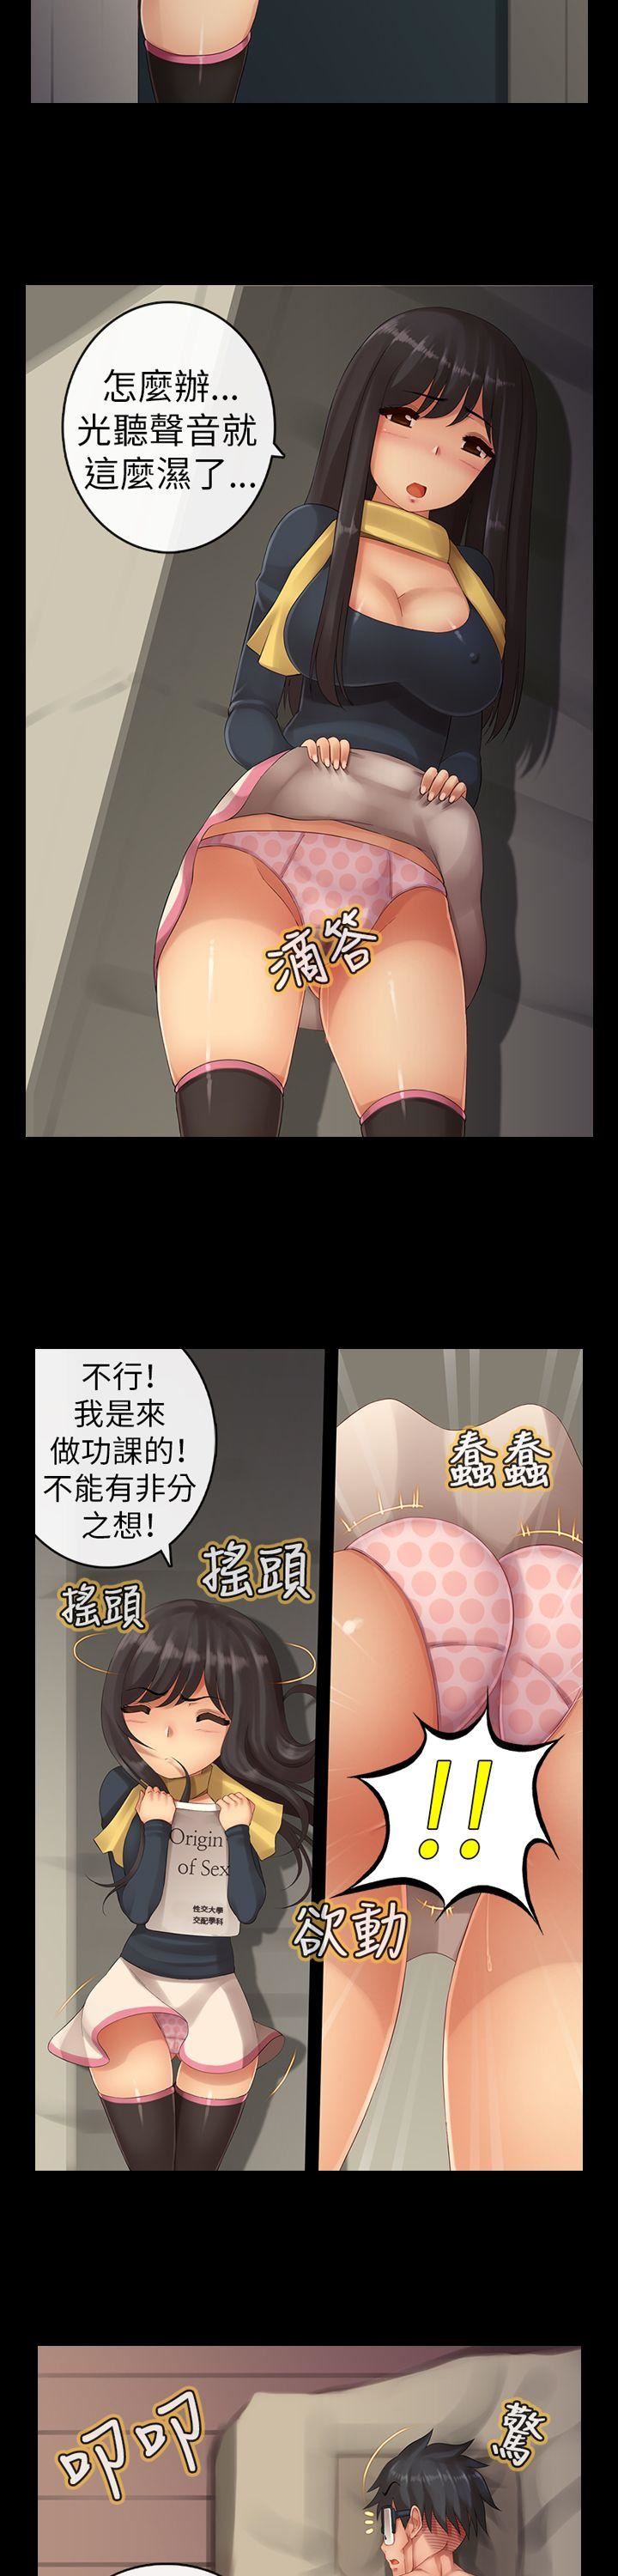 怎麼辦…
光聽聲音就
這麼濕了…
滴答
不行！
我是來
做功課的！
不能有非分
之想！
搖頭
搖頭
Origin
of Sex
性交大學
交配學科
蠢蠢
!!
欲動
叩叩
驚